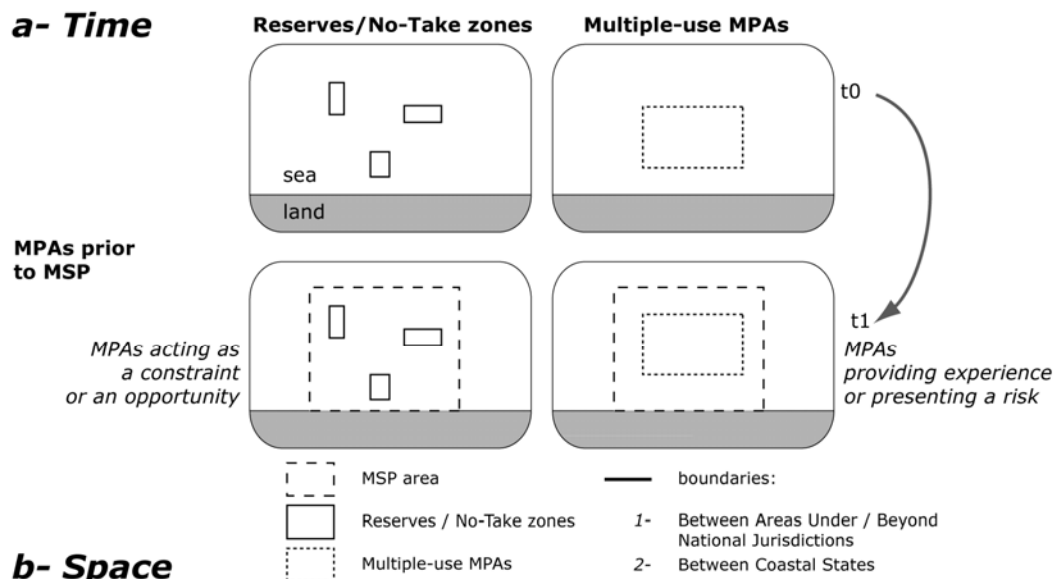 a- Time
Reserves/No-Take zones
Multiple-use MPAs
t0
sea
land
MPAs prior
to MSP
t1
MPAs acting as
a constraint
or an opportunity
MPAs
providing experience
or presenting a risk
MSP area
boundaries:
Reserves / No-Take zones
1- Between Areas Under / Beyond
National Jurisdictions
Multiple-use MPAs
2- Between Coastal States
b- Space